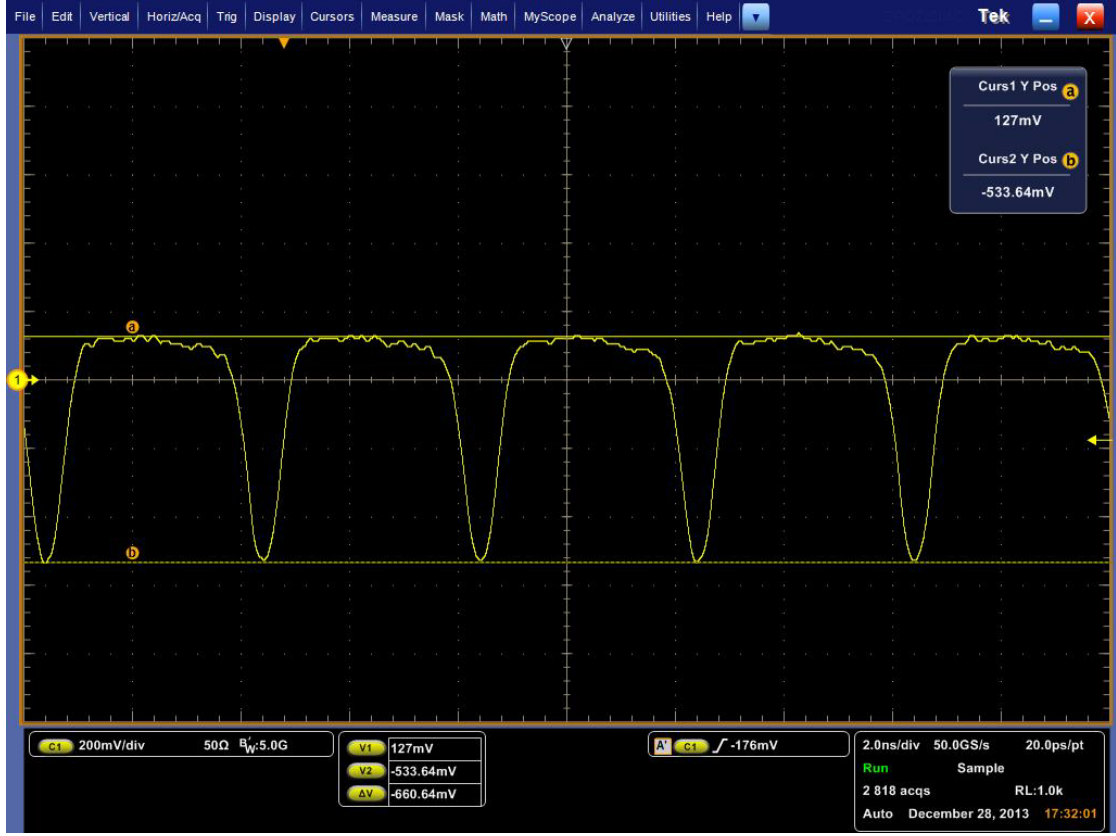 File Edit Vertical Horiz/Acq Trig Display Cursors Measure Mask Math MyScope Analyze Utilities Help Tek X
Curs1 Y Pos a
127mV
Curs2 Y Pos b
-533.64mV
a
1
b
C1 200mV/div 50Ω BW:5.0G
V1 127mV
V2 -533.64mV
ΔV -660.64mV
A' C1 -176mV
2.0ns/div 50.0GS/s 20.0ps/pt
Run Sample
2 818 acqs RL:1.0k
Auto December 28, 2013 17:32:01